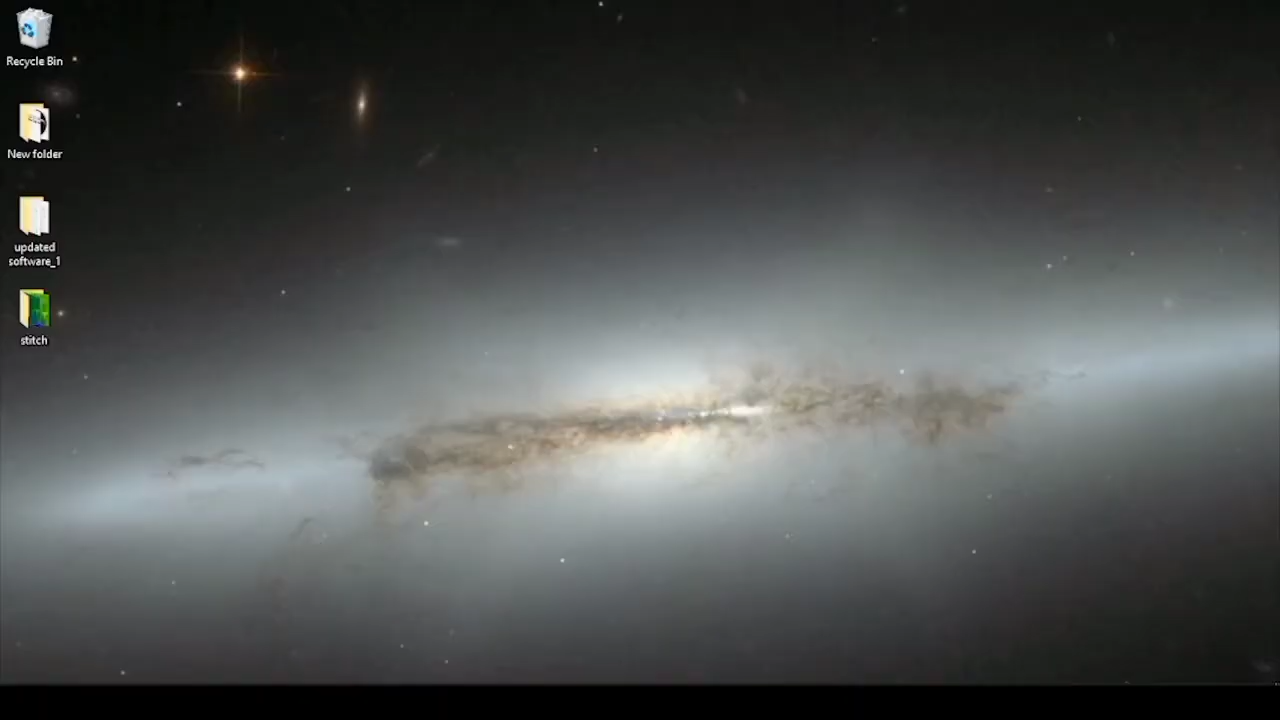 Recycle Bin
New folder
updated
software_1
stitch